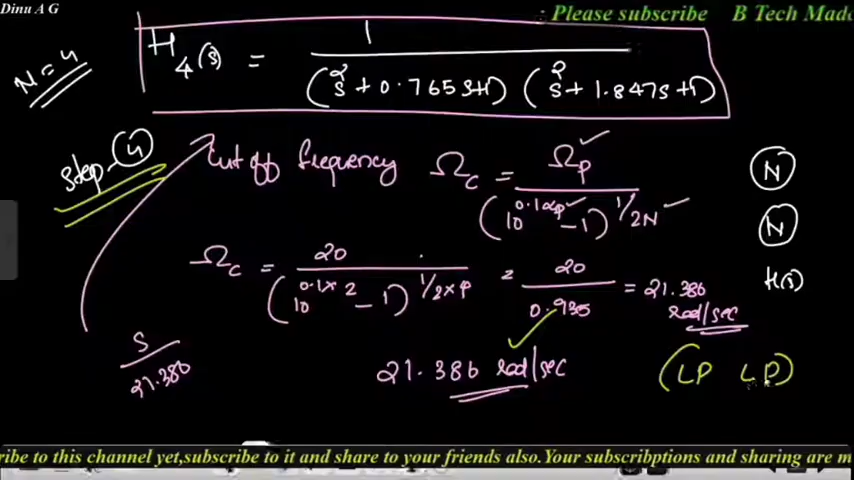 Dinu A G
: Please subscribe B Tech Made
N=4
H₄(s) = 1 / (s²+0.765s+1) (s²+1.847s+1)
Step 4
Cut off frequency Ωc = Ωp / (10^0.1αp −1)^1/2N
N
N
Ωc = 20 / (10^0.1×2 −1)^1/2×4 = 20 / 0.935 = 21.386 rad/sec
H(s)
S / 21.386
21.386 rad/sec
(LP LP)
ibe to this channel yet,subscribe to it and share to your friends also.Your subscribptions and sharing are m